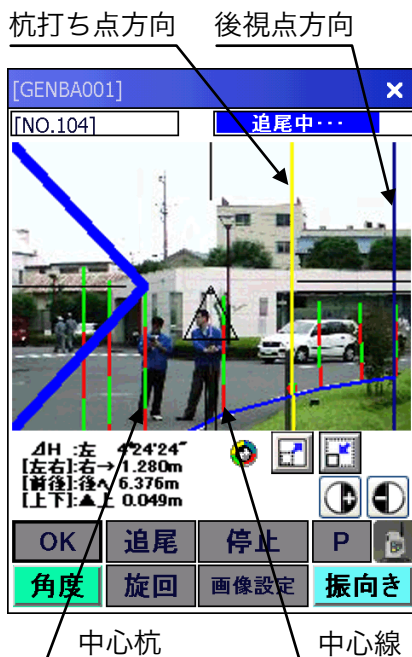 杭打ち点方向 後視点方向
[GENBA001] ×
[NO.104] 追尾中・・・
⊿H :左 4°24′24″
[左右]:右→ 1.280m
[前後]:後へ 6.376m
[上下]:▲上 0.049m
OK 追尾 停止 P
角度 旋回 画像設定 振向き
中心杭 中心線